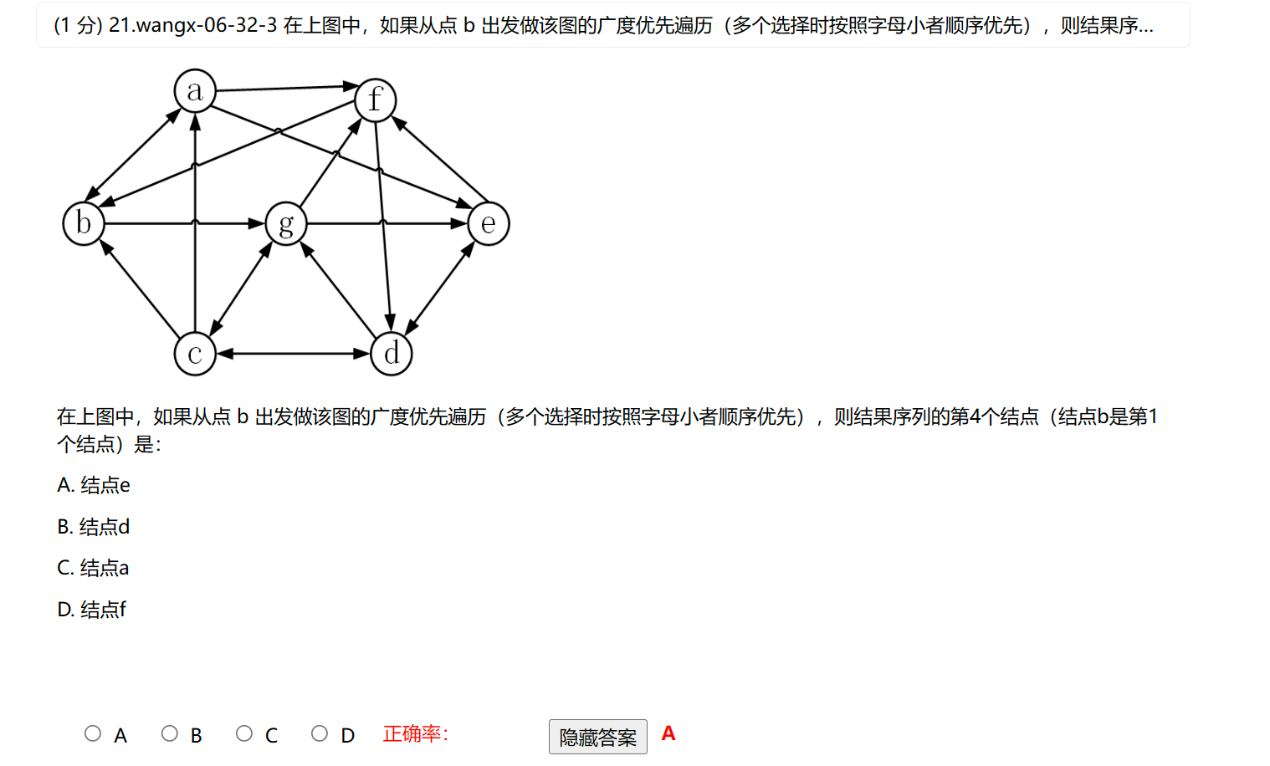 (1 分) 21.wangx-06-32-3 在上图中，如果从点 b 出发做该图的广度优先遍历（多个选择时按照字母小者顺序优先），则结果序...
a
f
b
g
e
c
d
在上图中，如果从点 b 出发做该图的广度优先遍历（多个选择时按照字母小者顺序优先），则结果序列的第4个结点（结点b是第1
个结点）是：
A. 结点e
B. 结点d
C. 结点a
D. 结点f
A B C D 正确率： 隐藏答案 A